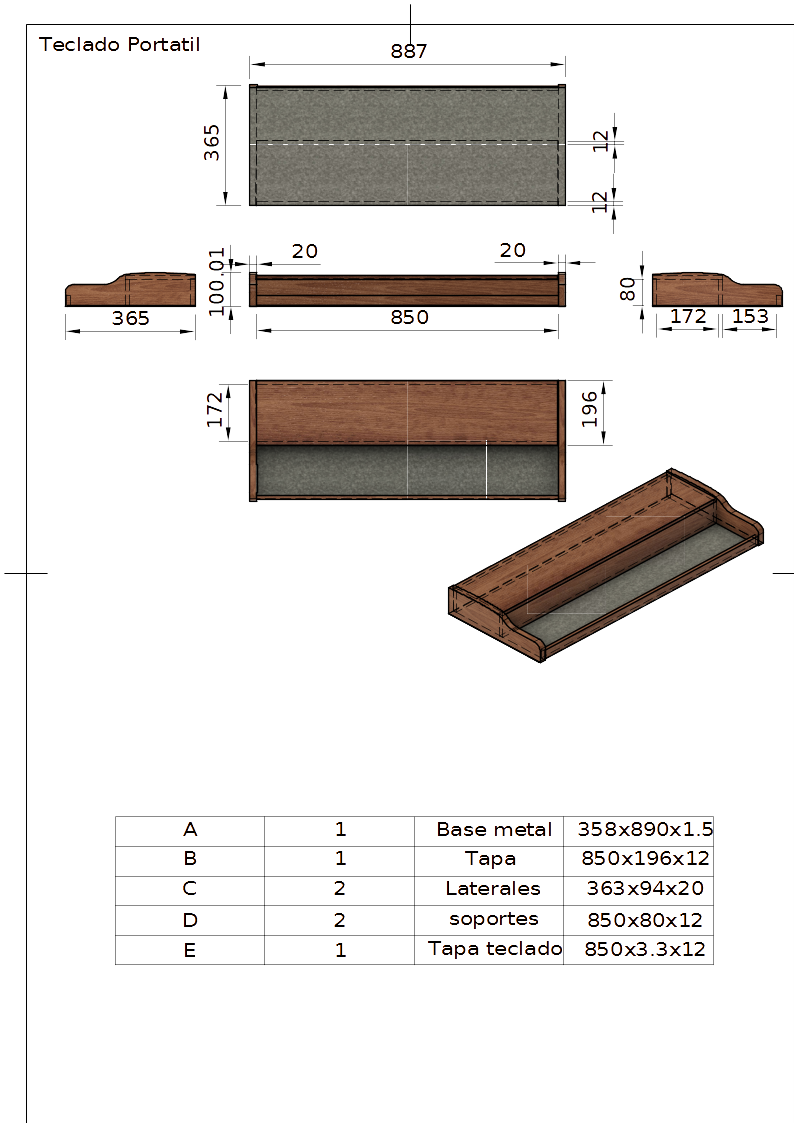 Teclado Portatil
887
365
12
12
20
20
100.01
80
365
850
172
153
172
196
A 1 Base metal 358x890x1.5
B 1 Tapa 850x196x12
C 2 Laterales 363x94x20
D 2 soportes 850x80x12
E 1 Tapa teclado 850x3.3x12